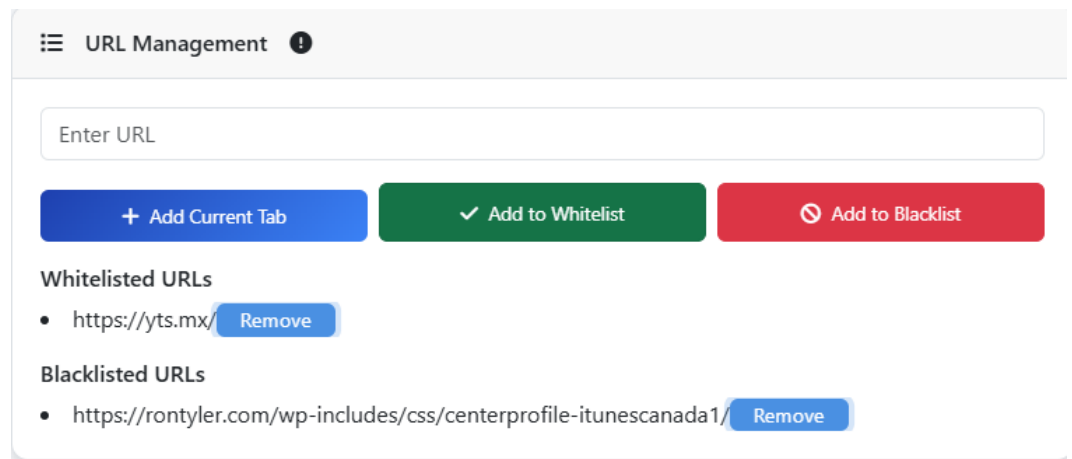 URL Management
Enter URL
Add Current Tab
Add to Whitelist
Add to Blacklist
Whitelisted URLs
https://yts.mx/ Remove
Blacklisted URLs
https://rontyler.com/wp-includes/css/centerprofile-itunescanada1/ Remove